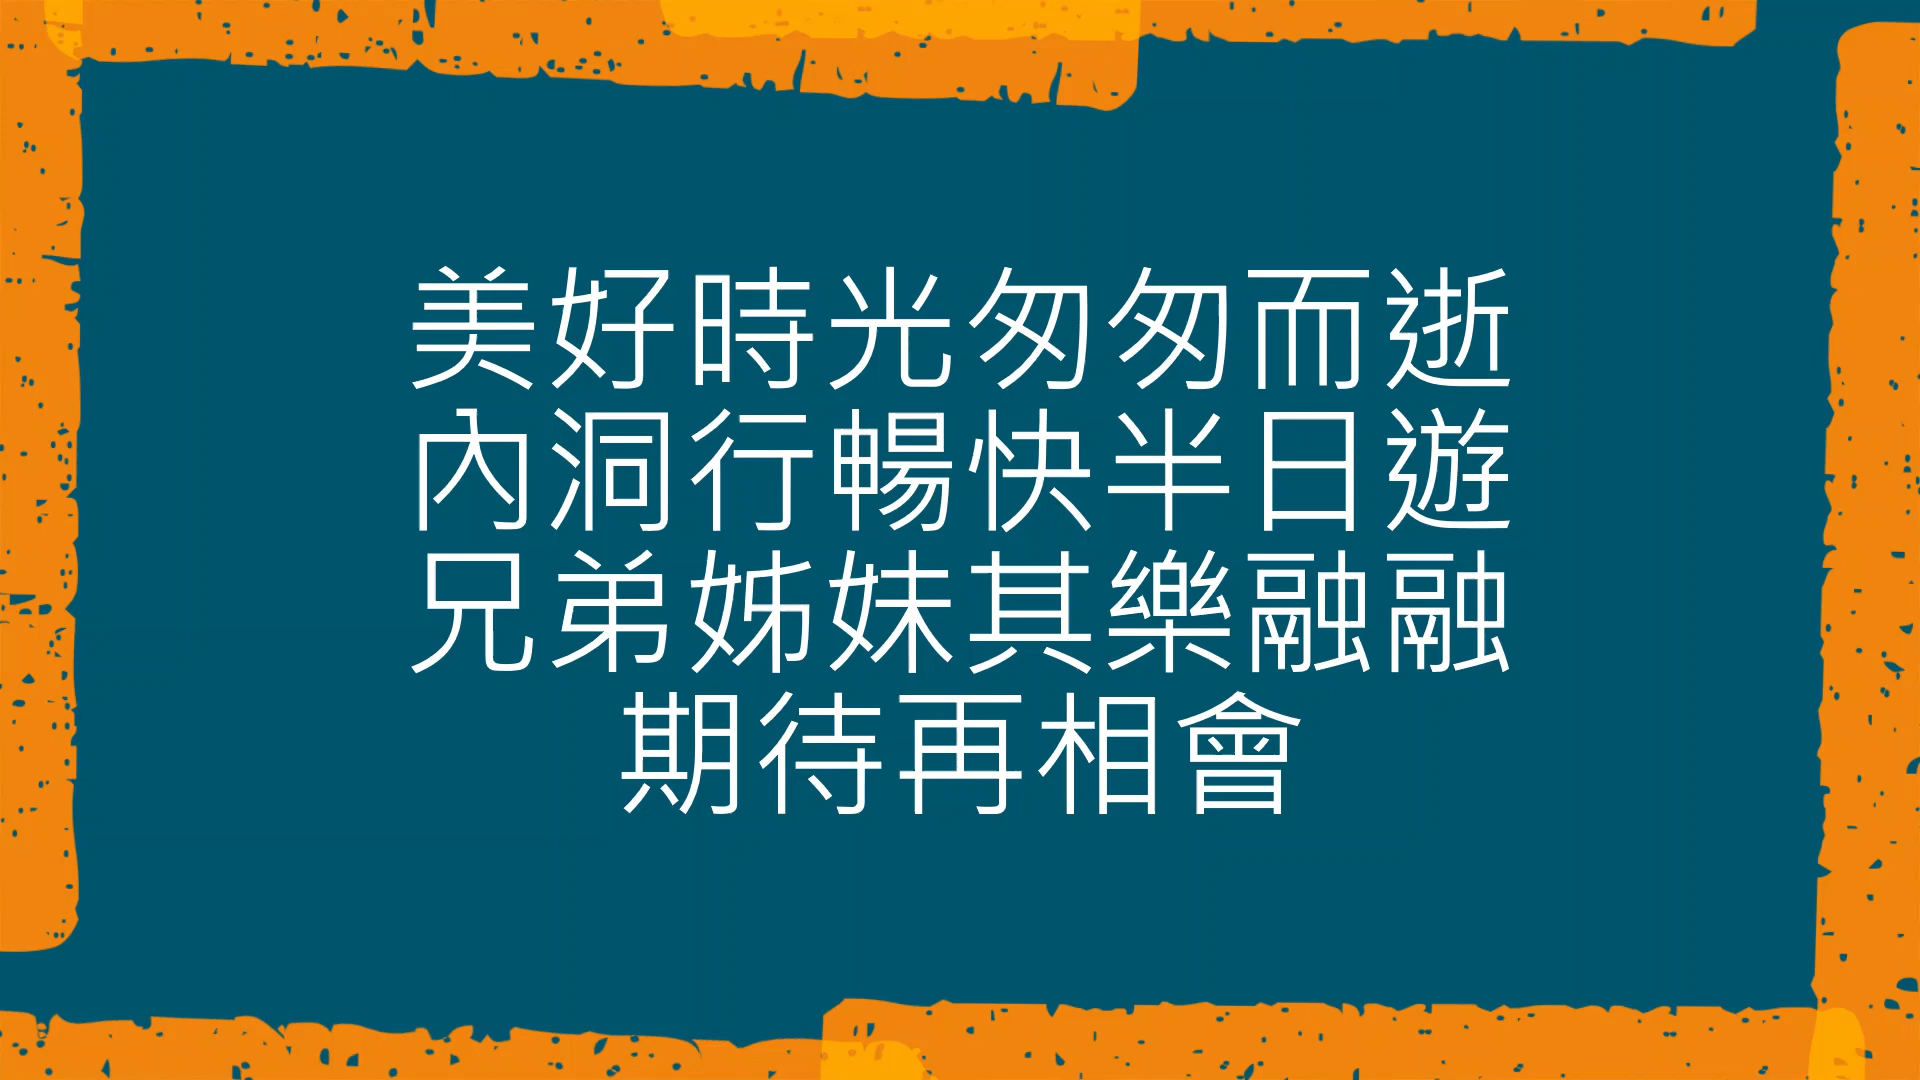 美好時光匆匆而逝
內洞行暢快半日遊
兄弟姊妹其樂融融
期待再相會